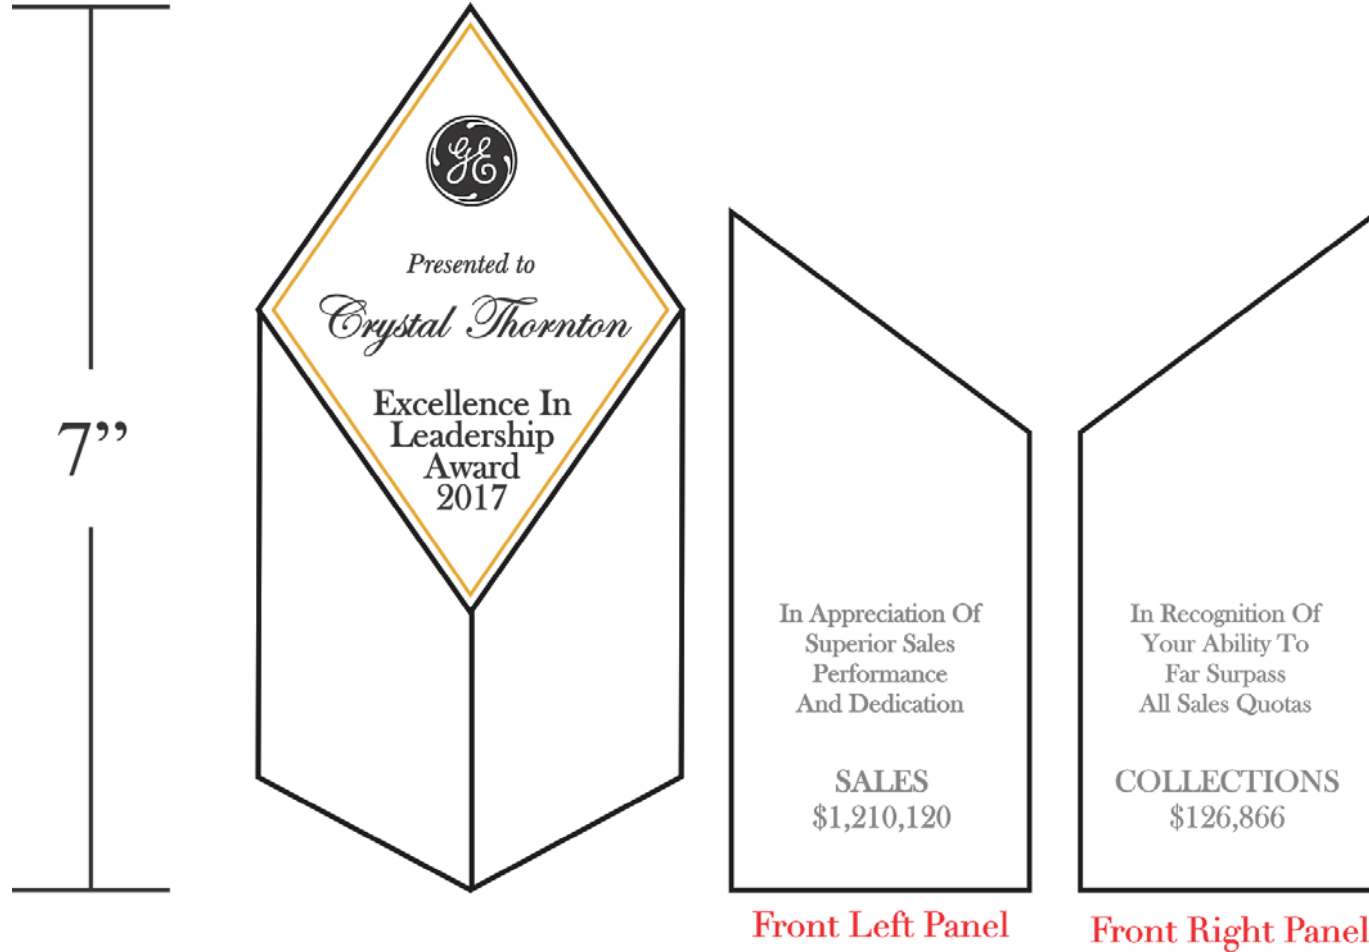 7”
GE
Presented to
Crystal Thornton
Excellence In
Leadership
Award
2017
In Appreciation Of
Superior Sales
Performance
And Dedication
SALES
$1,210,120
Front Left Panel
In Recognition Of
Your Ability To
Far Surpass
All Sales Quotas
COLLECTIONS
$126,866
Front Right Panel